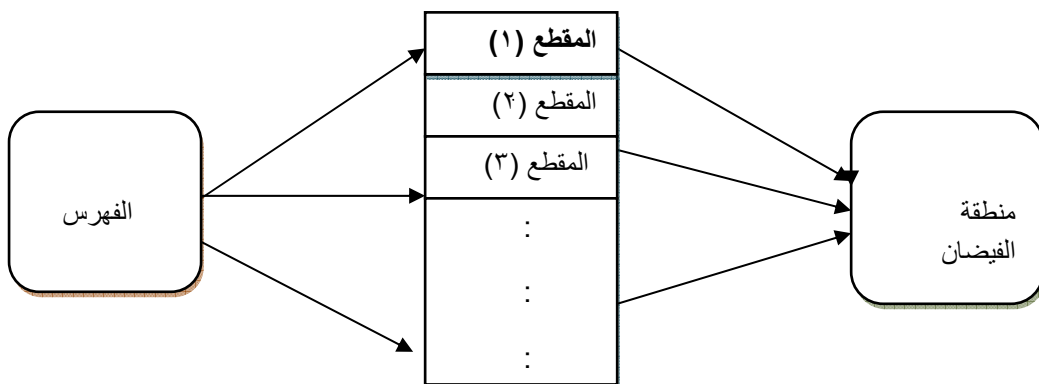 المقطع (١)
المقطع (٢)
المقطع (٣)
:
:
:
الفهرس
منطقة
الفيضان